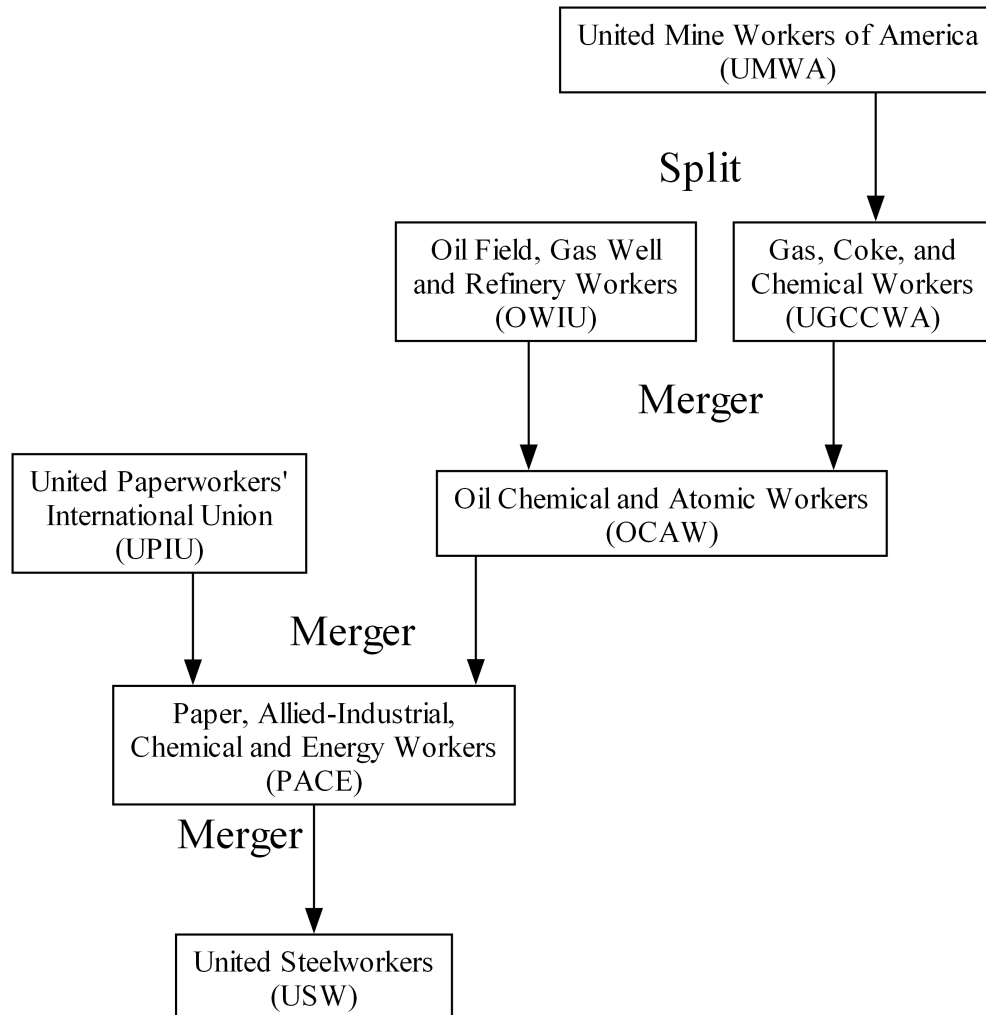 United Mine Workers of America
(UMWA)
Split
Oil Field, Gas Well
and Refinery Workers
(OWIU)
Gas, Coke, and
Chemical Workers
(UGCCWA)
Merger
United Paperworkers'
International Union
(UPIU)
Oil Chemical and Atomic Workers
(OCAW)
Merger
Paper, Allied-Industrial,
Chemical and Energy Workers
(PACE)
Merger
United Steelworkers
(USW)